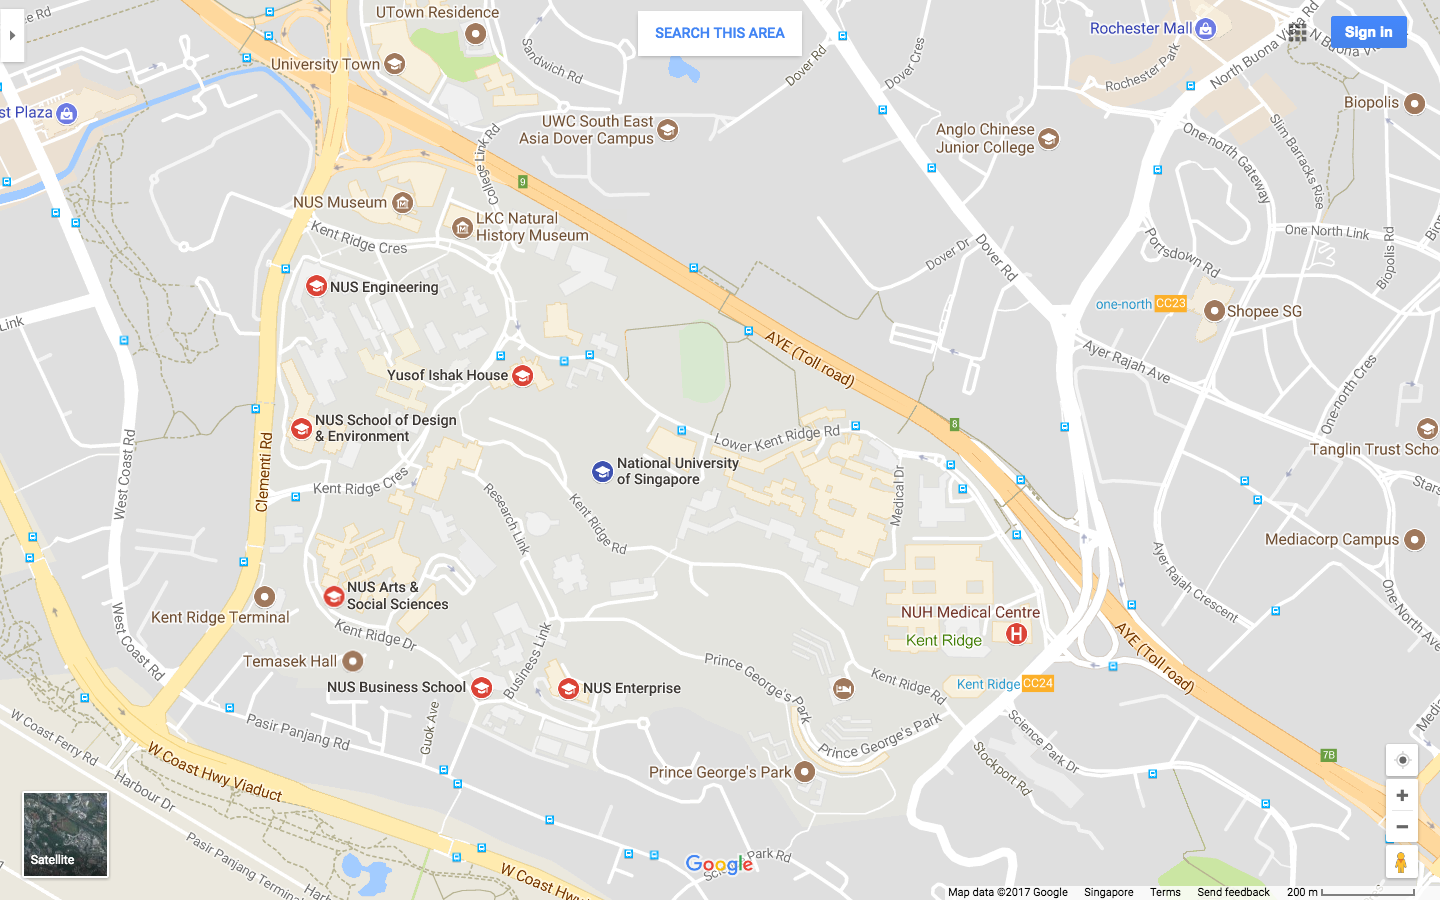 UTown Residence
SEARCH THIS AREA
Rochester Mall
Sign in
University Town
Sandwich Rd
Dover Rd
Dover Cres
Rochester Park
North Buona Vista Rd
N Buona Vis
Biopolis
st Plaza
UWC South East
Asia Dover Campus
College Link Rd
Anglo Chinese
Junior College
One-north Gateway
Slim Barracks Rise
9
NUS Museum
LKC Natural
History Museum
Kent Ridge Cres
Dover Dr
Dover Rd
Portsdown Rd
One North Link
Biopolis Rd
NUS Engineering
one-north
CC23
Shopee SG
Link
AYE (Toll road)
Ayer Rajah Ave
One-north Cres
Yusof Ishak House
NUS School of Design
& Environment
Clementi Rd
West Coast Rd
Lower Kent Ridge Rd
8
Tanglin Trust Schoo
National University
of Singapore
Kent Ridge Cres
Research Link
Kent Ridge Rd
Medical Dr
Stars
Mediacorp Campus
Ayer Rajah Crescent
One-North Ave
NUS Arts &
Social Sciences
Kent Ridge Terminal
West Coast Rd
Kent Ridge Dr
NUH Medical Centre
Kent Ridge
AYE (Toll road)
Temasek Hall
NUS Business School
Business Link
NUS Enterprise
Prince George's Park
Kent Ridge Rd
Kent Ridge
CC24
Guok Ave
Pasir Panjang Rd
W Coast Ferry Rd
Harbour Dr
W Coast Hwy Viaduct
Prince George's Park
Prince George's Park
Science Park Dr
Stockport Rd
7B
Media
Satellite
Pasir Panjang Terminal
Harb
W Coast Hwy
Google
Park Rd
Map data ©2017 Google Singapore Terms Send feedback 200 m